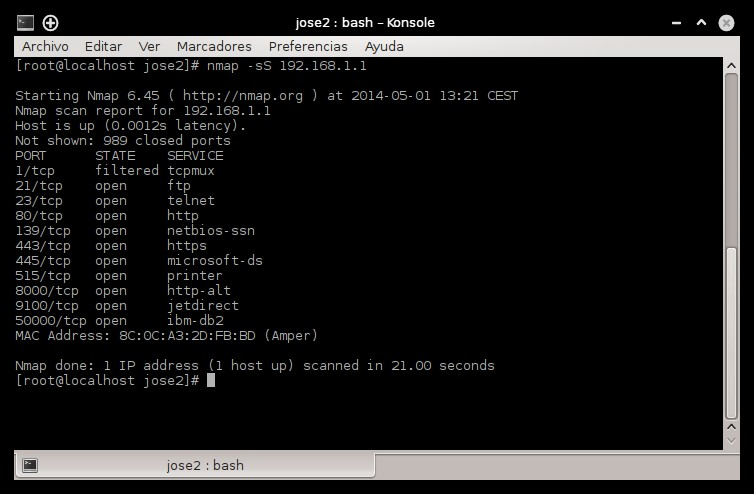 jose2 : bash – Konsole
Archivo Editar Ver Marcadores Preferencias Ayuda
[root@localhost jose2]# nmap -sS 192.168.1.1
Starting Nmap 6.45 ( http://nmap.org ) at 2014-05-01 13:21 CEST
Nmap scan report for 192.168.1.1
Host is up (0.0012s latency).
Not shown: 989 closed ports
PORT      STATE    SERVICE
1/tcp     filtered tcpmux
21/tcp    open     ftp
23/tcp    open     telnet
80/tcp    open     http
139/tcp   open     netbios-ssn
443/tcp   open     https
445/tcp   open     microsoft-ds
515/tcp   open     printer
8000/tcp  open     http-alt
9100/tcp  open     jetdirect
50000/tcp open     ibm-db2
MAC Address: 8C:0C:A3:2D:FB:BD (Amper)
Nmap done: 1 IP address (1 host up) scanned in 21.00 seconds
[root@localhost jose2]#
jose2 : bash